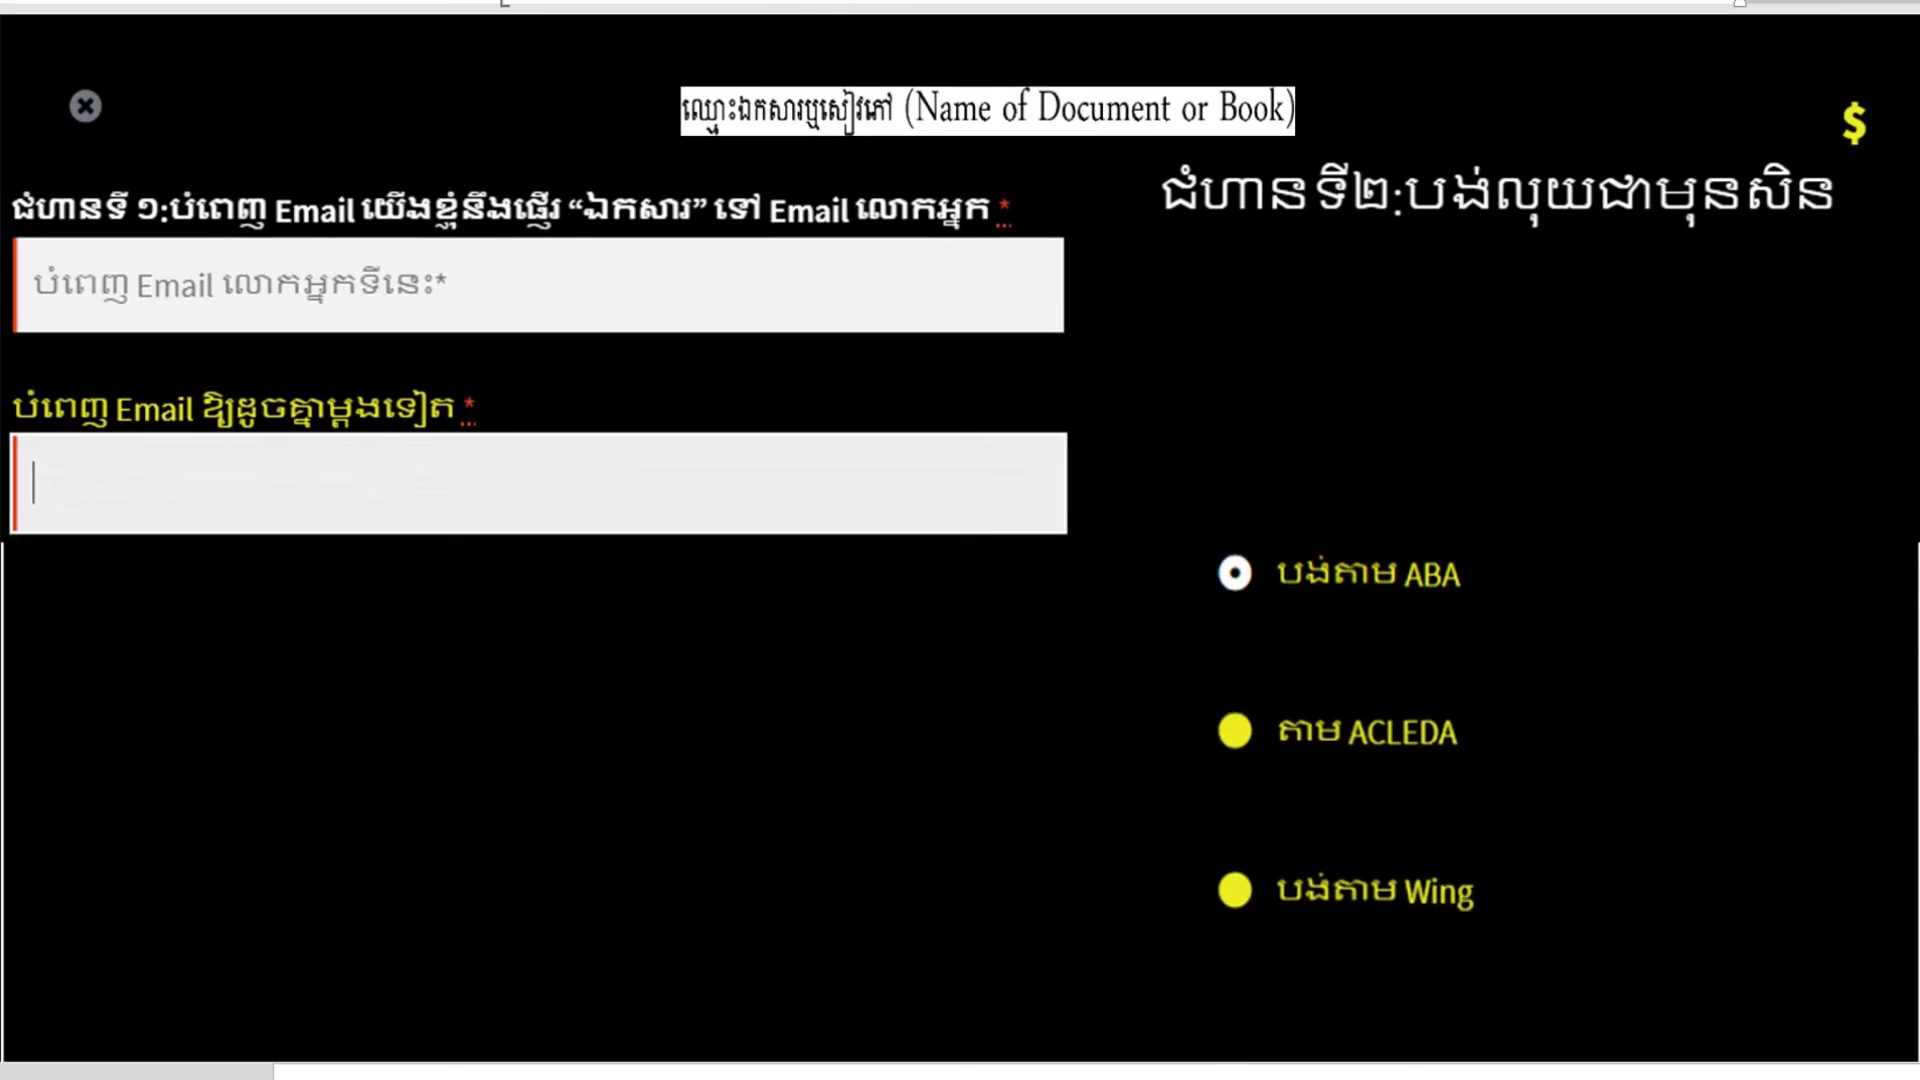 ឈ្មោះឯកសារឬសៀវភៅ (Name of Document or Book)
$
ជំហានទី ១:បំពេញ Email យើងខ្ញុំនឹងផ្ញើរ “ឯកសារ” ទៅ Email លោកអ្នក *
បំពេញ Email លោកអ្នកទីនេះ*
បំពេញ Email ឱ្យដូចគ្នាម្តងទៀត *
ជំហានទី២:បង់លុយជាមុនសិន
បង់តាម ABA
តាម ACLEDA
បង់តាម Wing